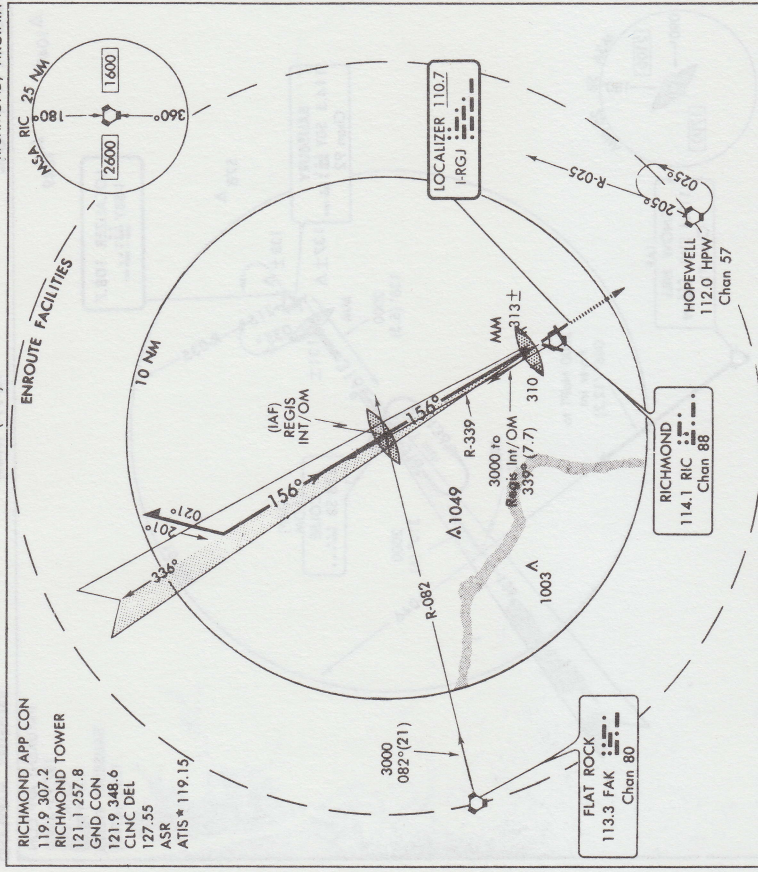 RICHMOND APP CON
119.9 307.2
RICHMOND TOWER
121.1 257.8
GND CON
121.9 348.6
CLNC DEL
127.55
ASR
ATIS★119.15
ENROUTE FACILITIES
10 NM
MSA RIC 25 NM
180°
2600
1600
360°
LOCALIZER 110.7
I-RGJ
021°
201°
336°
156°
(IAF)
REGIS
INT/OM
156°
R-339
MM
313±
310
3000 to
Regis Int/OM
339° (7.7)
1049
1003
R-082
3000
082°(21)
R-025
025°
205°
HOPEWELL
112.0 HPW
Chan 57
RICHMOND
114.1 RIC
Chan 88
FLAT ROCK
113.3 FAK
Chan 80